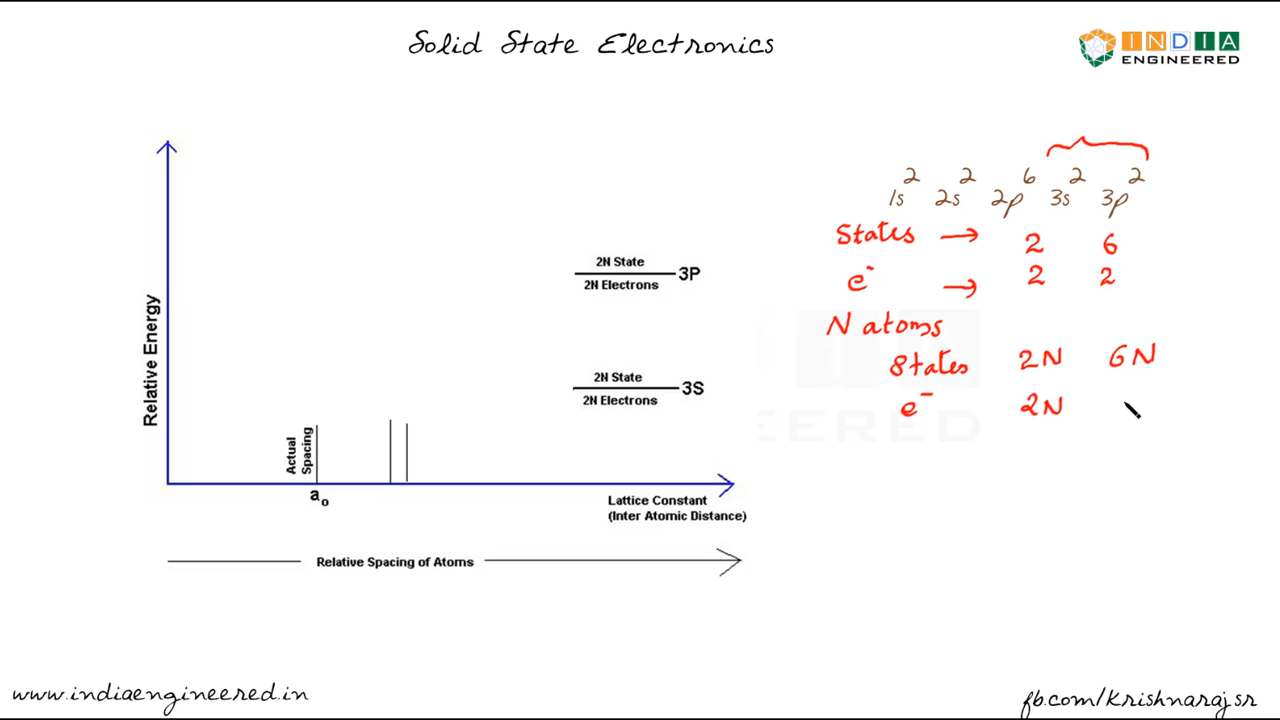 Solid State Electronics
INDIA
ENGINEERED
Relative Energy
2N State
3P
2N Electrons
2N State
3S
2N Electrons
Actual
Spacing
a₀
Lattice Constant
(Inter Atomic Distance)
Relative Spacing of Atoms
1s² 2s² 2p⁶ 3s² 3p²
States → 2 6
e⁻ → 2 2
N atoms
States 2N 6N
e⁻ 2N
www.indiaengineered.in
fb.com/krishnarajsr